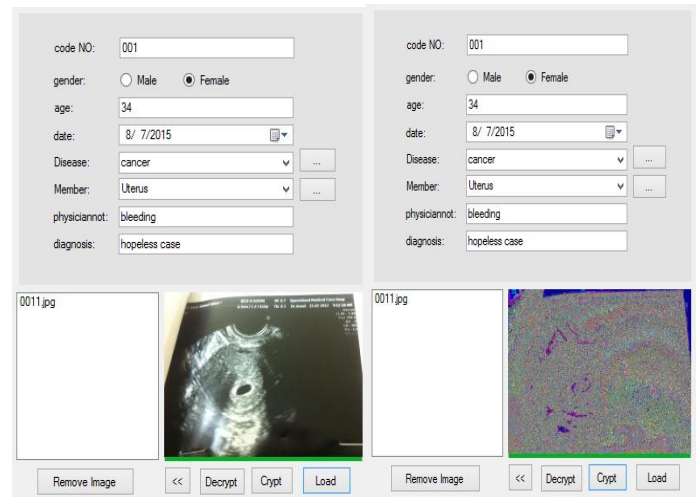 code NO: 001
gender: Male Female
age: 34
date: 8/ 7/2015
Disease: cancer ...
Member: Uterus ...
physiciannot: bleeding
diagnosis: hopeless case
0011.jpg
Remove Image << Decrypt Crypt Load
code NO: 001
gender: Male Female
age: 34
date: 8/ 7/2015
Disease: cancer ...
Member: Uterus ...
physiciannot: bleeding
diagnosis: hopeless case
0011.jpg
Remove Image << Decrypt Crypt Load